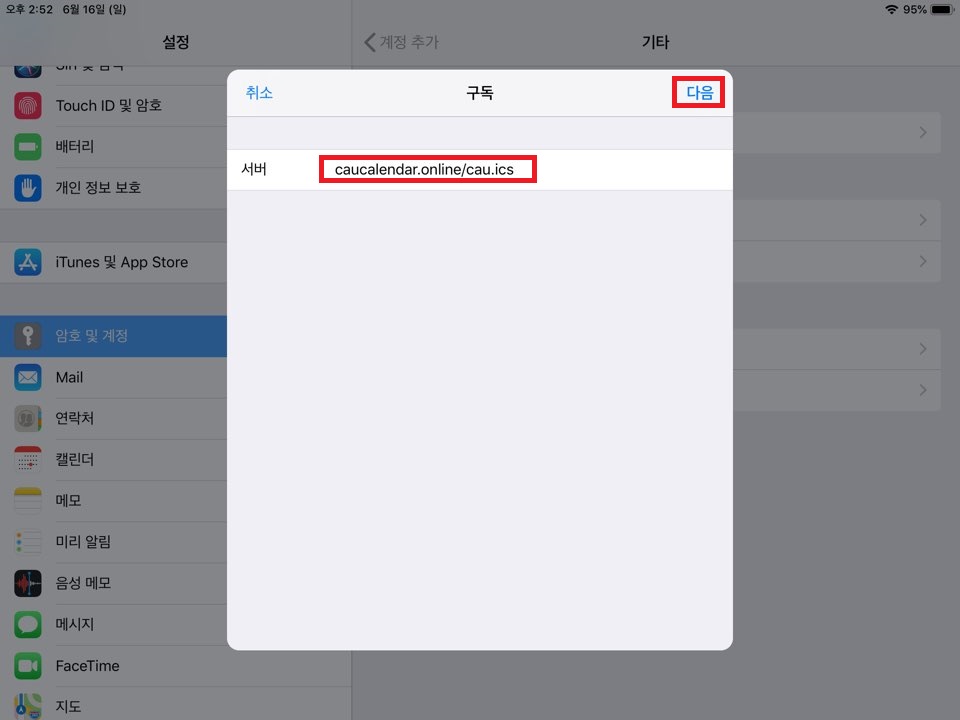 오후 2:52 6월 16일 (일)
95%
설정
계정 추가
기타
Siri 및 검색
Touch ID 및 암호
배터리
개인 정보 보호
iTunes 및 App Store
암호 및 계정
Mail
연락처
캘린더
메모
미리 알림
음성 메모
메시지
FaceTime
지도
취소
구독
다음
서버
caucalendar.online/cau.ics